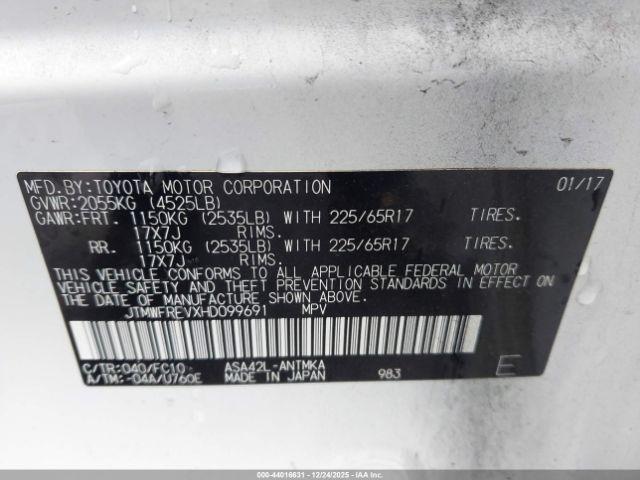 MFD.BY:TOYOTA MOTOR CORPORATION 01/17
GVWR:2055KG (4525LB)
GAWR:FRT. 1150KG (2535LB) WITH 225/65R17 TIRES.
17X7J RIMS.
RR. 1150KG (2535LB) WITH 225/65R17 TIRES.
17X7J RIMS.
THIS VEHICLE CONFORMS TO ALL APPLICABLE FEDERAL MOTOR
VEHICLE SAFETY AND THEFT PREVENTION STANDARDS IN EFFECT ON
THE DATE OF MANUFACTURE SHOWN ABOVE.
JTMWFREVXHD099691 MPV
C/TR:040/FC10 ASA42L-ANTMKA
A/TM:-04A/U760E MADE IN JAPAN 983 E
000-44016631 - 12/24/2025 - IAAI.COM